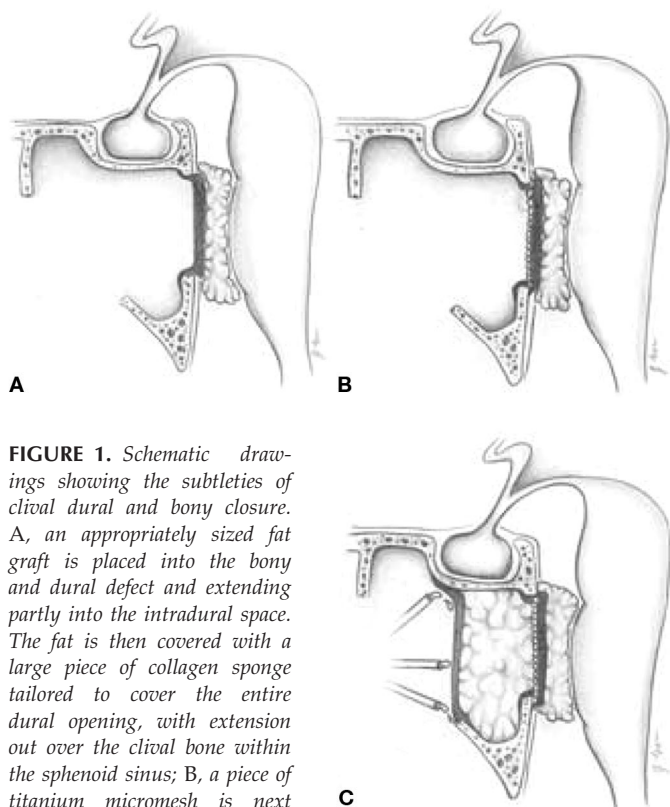 A
B
FIGURE 1. Schematic draw-
ings showing the subtleties of
clival dural and bony closure.
A, an appropriately sized fat
graft is placed into the bony
and dural defect and extending
partly into the intradural space.
The fat is then covered with a
large piece of collagen sponge
tailored to cover the entire
dural opening, with extension
out over the clival bone within
the sphenoid sinus; B, a piece of
titanium micromesh is next
C